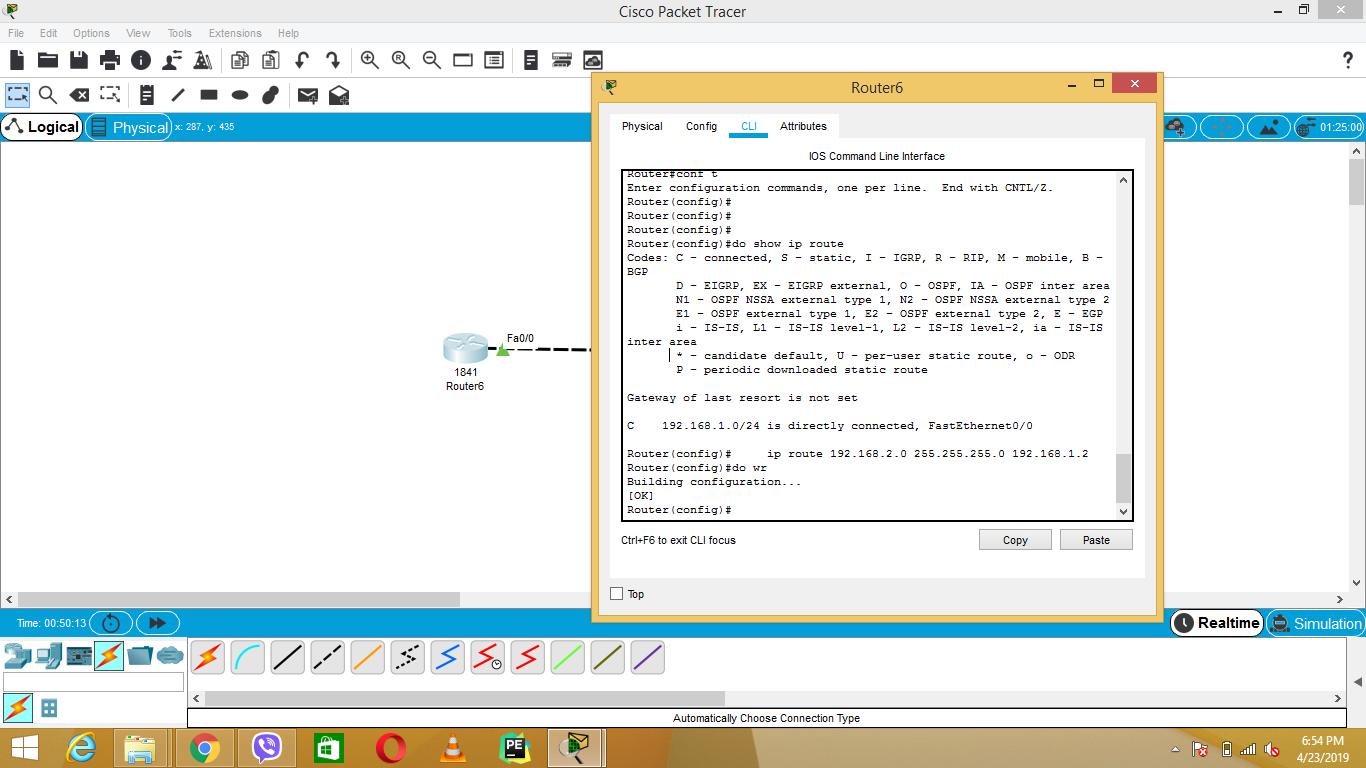 Cisco Packet Tracer
File Edit Options View Tools Extensions Help
Logical
Physical
x: 287, y: 435
01:25:00
Fa0/0
1841
Router6
Router6
Physical Config CLI Attributes
IOS Command Line Interface
Router#conf t
Enter configuration commands, one per line.  End with CNTL/Z.
Router(config)#
Router(config)#
Router(config)#
Router(config)#do show ip route
Codes: C - connected, S - static, I - IGRP, R - RIP, M - mobile, B -
BGP
D - EIGRP, EX - EIGRP external, O - OSPF, IA - OSPF inter area
N1 - OSPF NSSA external type 1, N2 - OSPF NSSA external type 2
E1 - OSPF external type 1, E2 - OSPF external type 2, E - EGP
i - IS-IS, L1 - IS-IS level-1, L2 - IS-IS level-2, ia - IS-IS
inter area
* - candidate default, U - per-user static route, o - ODR
P - periodic downloaded static route
Gateway of last resort is not set
C    192.168.1.0/24 is directly connected, FastEthernet0/0
Router(config)#     ip route 192.168.2.0 255.255.255.0 192.168.1.2
Router(config)#do wr
Building configuration...
[OK]
Router(config)#
Ctrl+F6 to exit CLI focus
Copy
Paste
Top
Time: 00:50:13
Realtime
Simulation
Automatically Choose Connection Type
PE
6:54 PM
4/23/2019